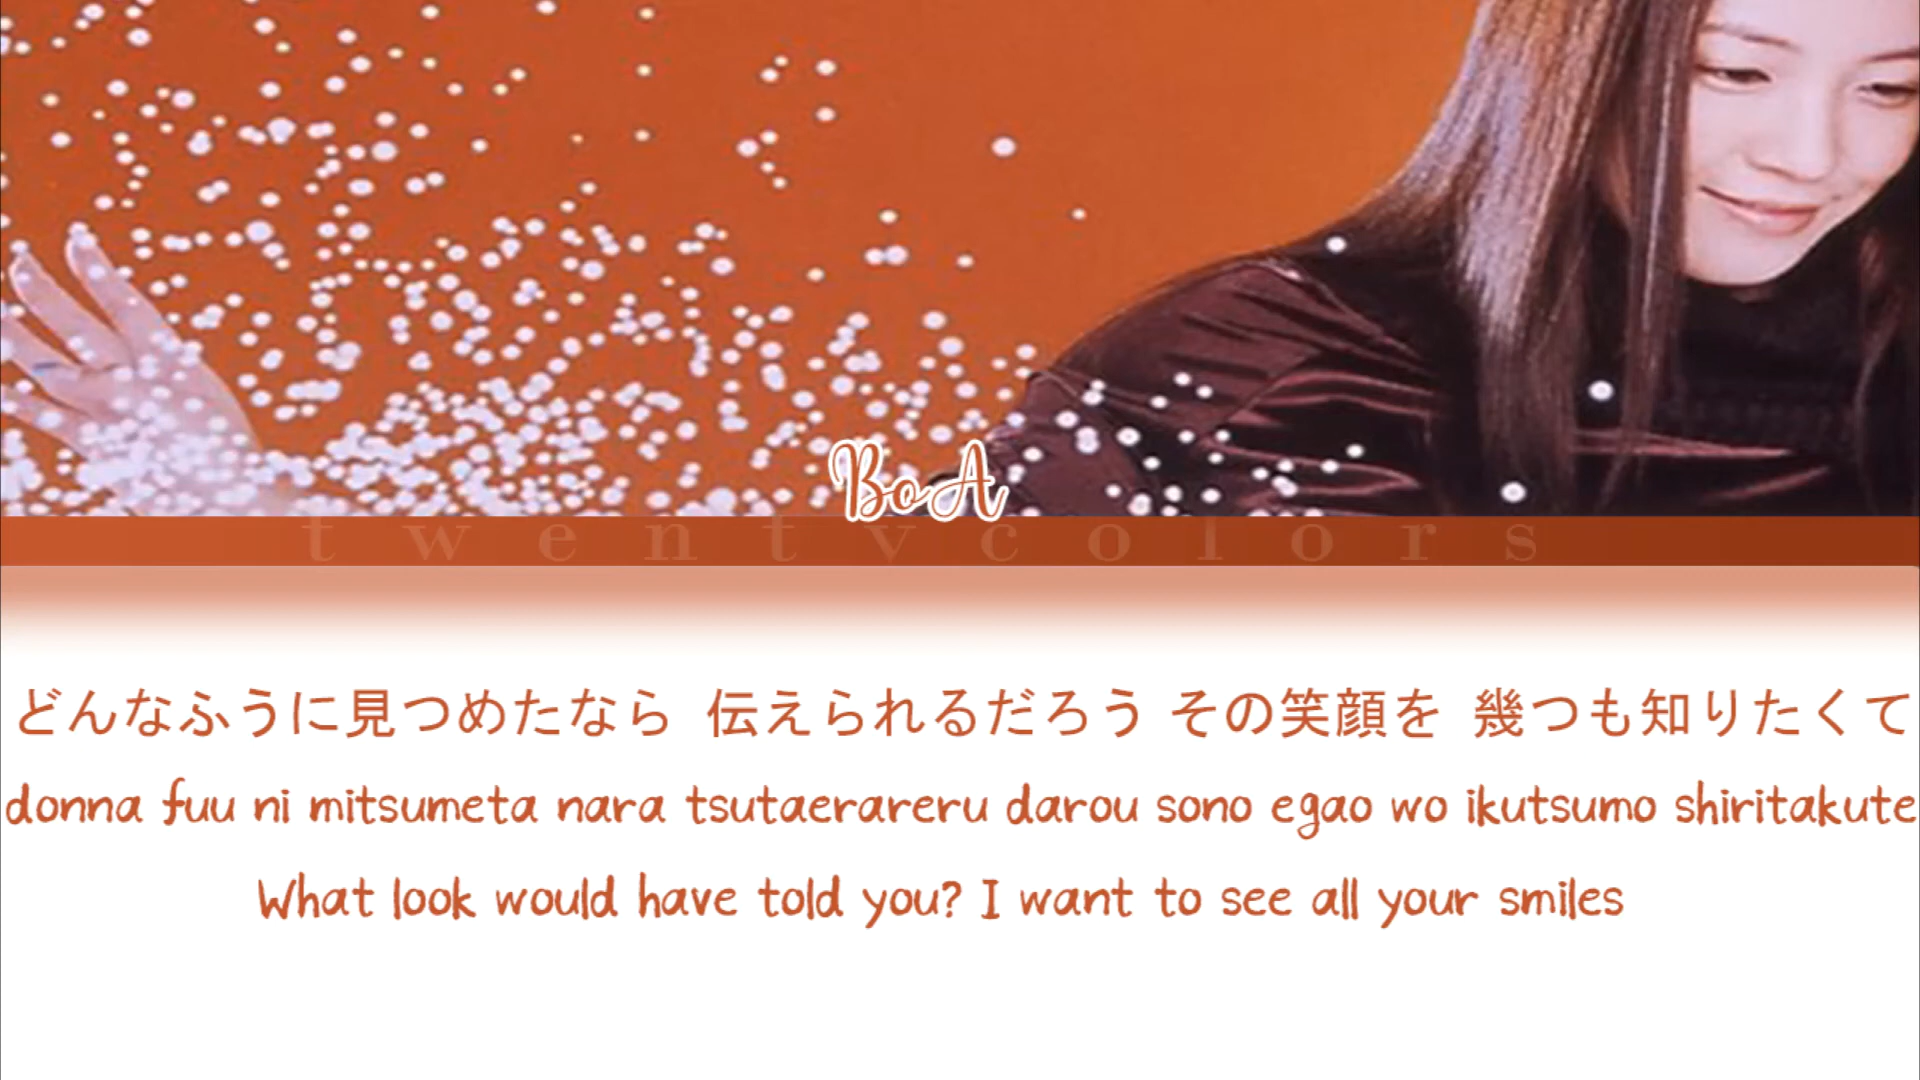 BoA
twentycolors
どんなふうに見つめたなら 伝えられるだろう その笑顔を 幾つも知りたくて
donna fuu ni mitsumeta nara tsutaerareru darou sono egao wo ikutsumo shiritakute
What look would have told you? I want to see all your smiles